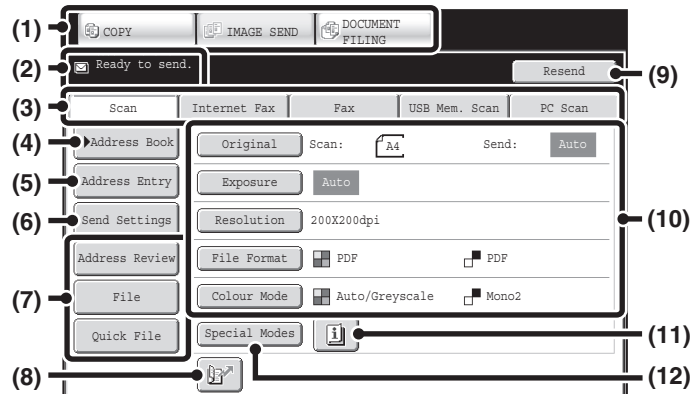 (1) COPY IMAGE SEND DOCUMENT FILING
(2) Ready to send.
Resend (9)
(3) Scan Internet Fax Fax USB Mem. Scan PC Scan
(4) Address Book Original Scan: A4 Send: Auto
(5) Address Entry Exposure Auto
(6) Send Settings Resolution 200X200dpi (10)
Address Review File Format PDF PDF
(7) File Colour Mode Auto/Greyscale Mono2
Quick File Special Modes (11)
(8) (12)